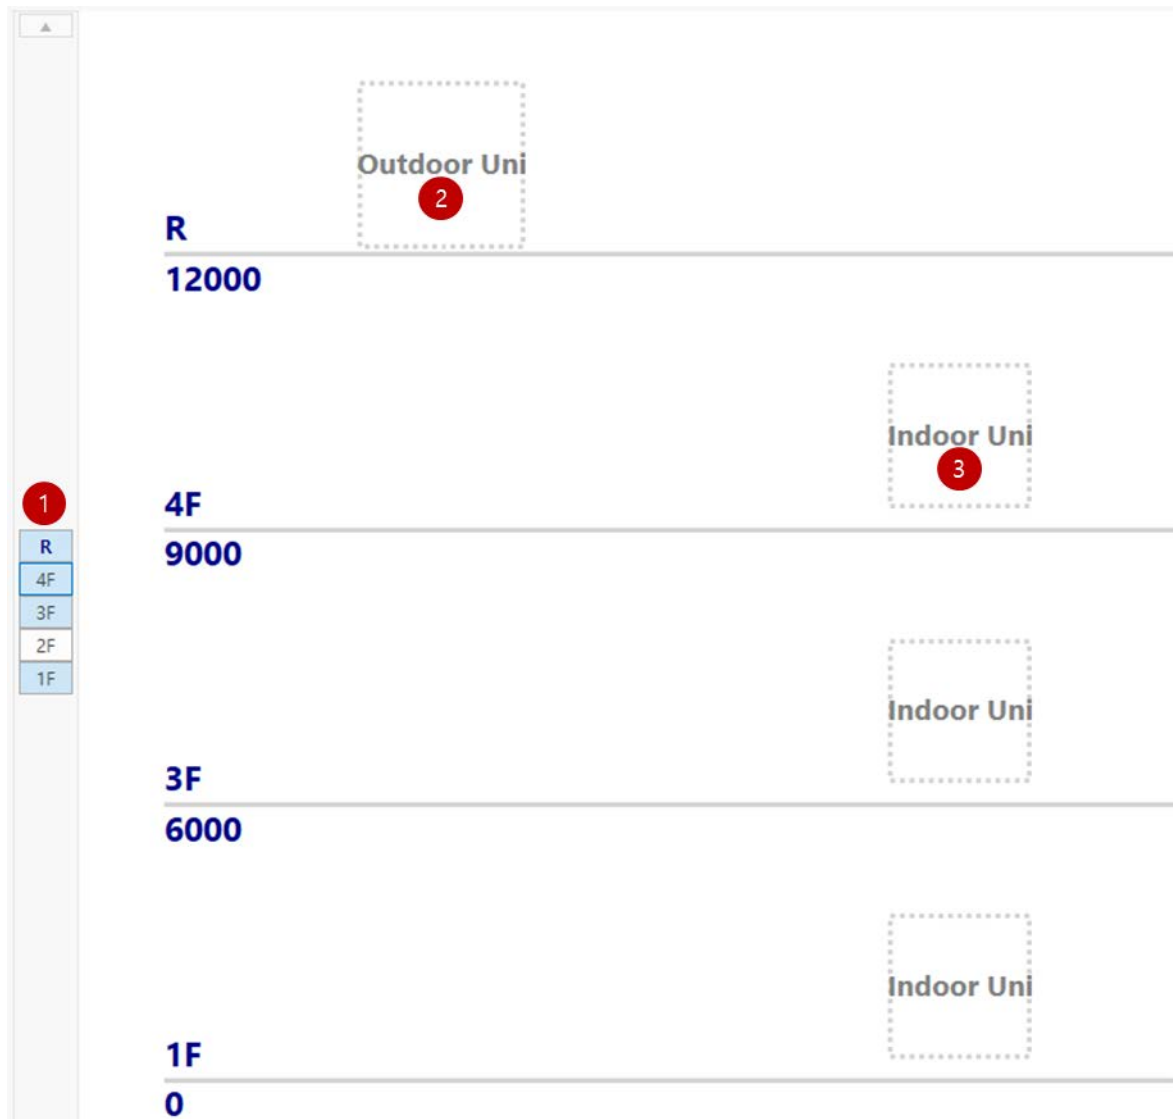 ▲
Outdoor Uni
2
R
12000
Indoor Uni
3
1
4F
R
9000
4F
3F
2F
1F
Indoor Uni
3F
6000
Indoor Uni
1F
0